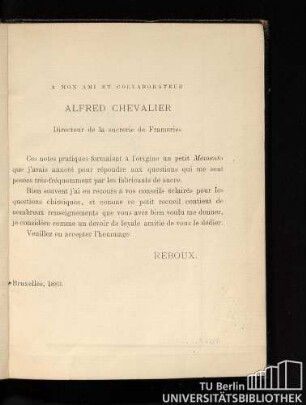 A MON AMI ET COLLABORATEUR
ALFRED CHEVALIER
Directeur de la sucrerie de Frameries
Ces notes pratiques formaient à l'origine un petit Memento
que j'avais annoté pour répondre aux questions qui me sont
posées très-fréquemment par les fabricants de sucre.
Bien souvent j'ai eu recours à vos conseils éclairés pour les
questions chimiques, et comme ce petit recueil contient de
nombreux renseignements que vous avez bien voulu me donner,
je considère comme un devoir de loyale amitié de vous le dédier.
Veuillez en accepter l'hommage.
REBOUX.
Bruxelles,
TU Berlin
UNIVERSITÄTSBIBLIOTHEK